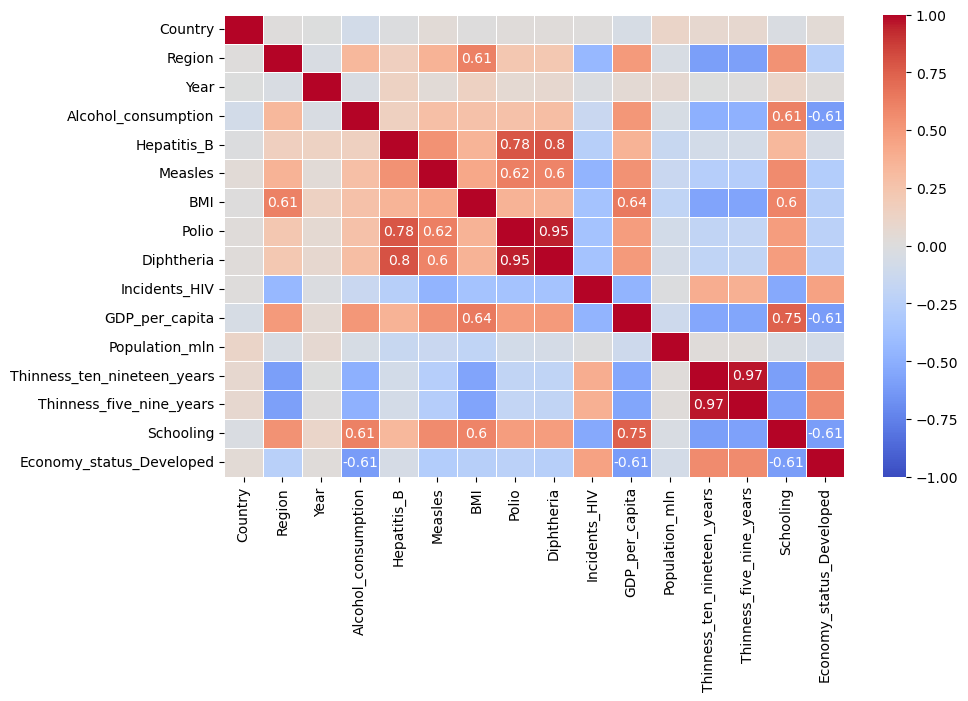 Country
Region 0.61
Year
Alcohol_consumption 0.61 -0.61
Hepatitis_B 0.78 0.8
Measles 0.62 0.6
BMI 0.61 0.64 0.6
Polio 0.78 0.62 0.95
Diphtheria 0.8 0.6 0.95
Incidents_HIV
GDP_per_capita 0.64 0.75 -0.61
Population_mln
Thinness_ten_nineteen_years 0.97
Thinness_five_nine_years 0.97
Schooling 0.61 0.6 0.75 -0.61
Economy_status_Developed -0.61 -0.61 -0.61
Country
Region
Year
Alcohol_consumption
Hepatitis_B
Measles
BMI
Polio
Diphtheria
Incidents_HIV
GDP_per_capita
Population_mln
Thinness_ten_nineteen_years
Thinness_five_nine_years
Schooling
Economy_status_Developed
1.00
0.75
0.50
0.25
0.00
-0.25
-0.50
-0.75
-1.00